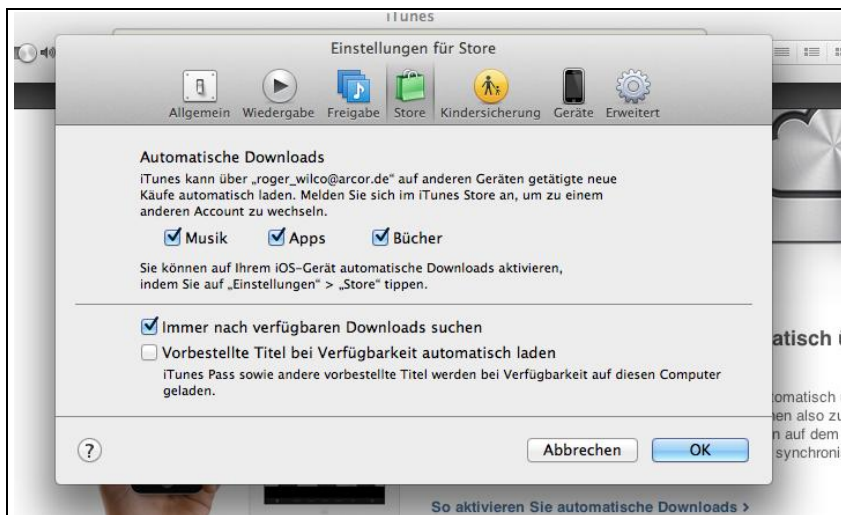 iTunes
Einstellungen für Store
Allgemein Wiedergabe Freigabe Store Kindersicherung Geräte Erweitert
Automatische Downloads
iTunes kann über „roger_wilco@arcor.de“ auf anderen Geräten getätigte neue
Käufe automatisch laden. Melden Sie sich im iTunes Store an, um zu einem
anderen Account zu wechseln.
Musik Apps Bücher
Sie können auf Ihrem iOS-Gerät automatische Downloads aktivieren,
indem Sie auf „Einstellungen“ > „Store“ tippen.
Immer nach verfügbaren Downloads suchen
Vorbestellte Titel bei Verfügbarkeit automatisch laden
iTunes Pass sowie andere vorbestellte Titel werden bei Verfügbarkeit auf diesen Computer
geladen.
? Abbrechen OK
atisch
omatisch
en also zu
n auf dem
synchroni
So aktivieren Sie automatische Downloads >